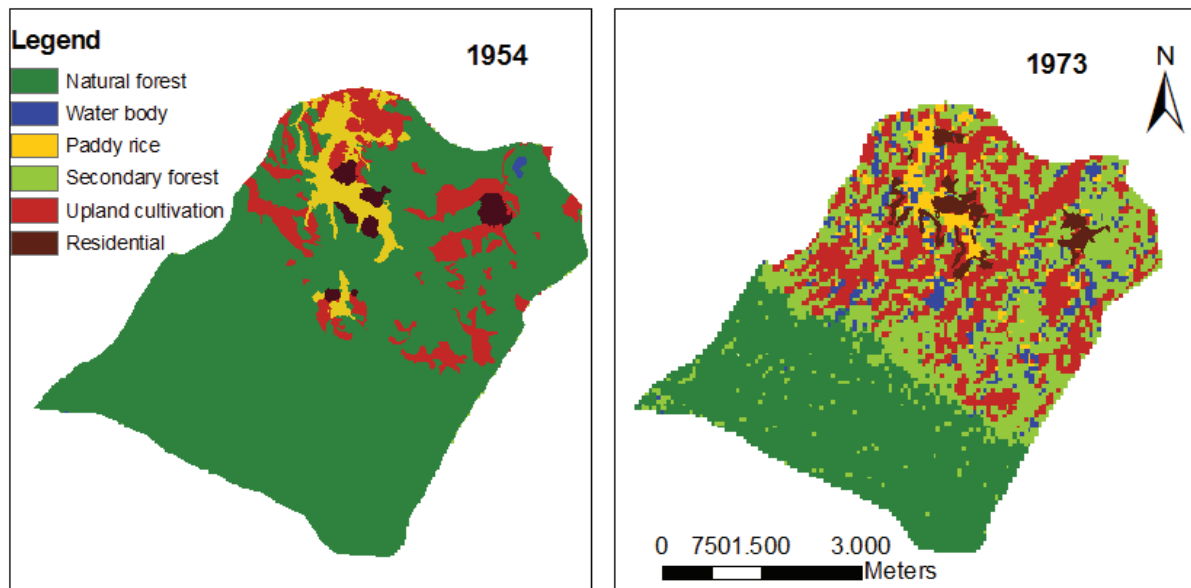 Legend
Natural forest
Water body
Paddy rice
Secondary forest
Upland cultivation
Residential
1954
1973
N
0 7501.500 3.000
Meters